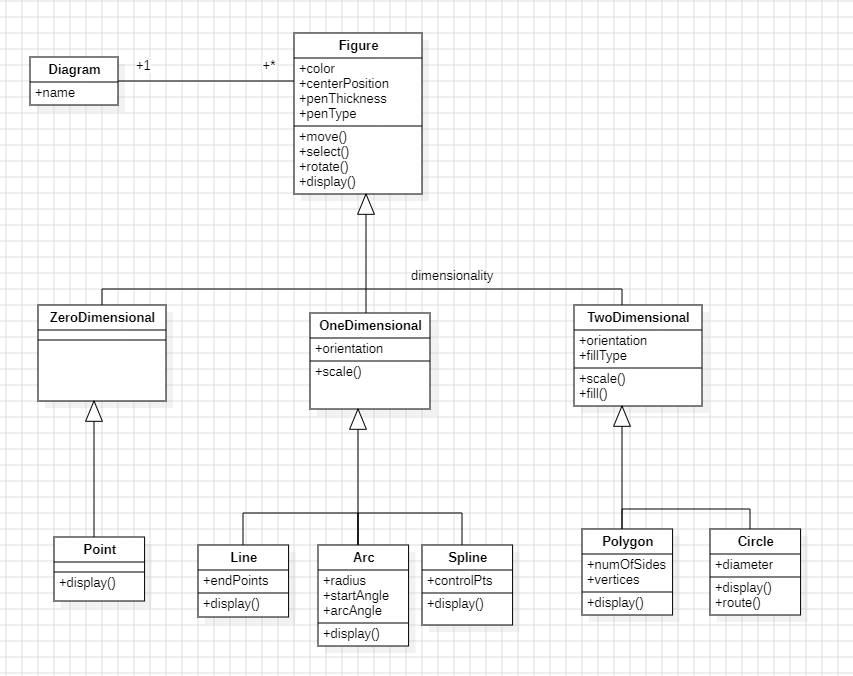 Diagram
+name
+1
+*
Figure
+color
+centerPosition
+penThickness
+penType
+move()
+select()
+rotate()
+display()
dimensionality
ZeroDimensional
OneDimensional
+orientation
+scale()
TwoDimensional
+orientation
+fillType
+scale()
+fill()
Point
+display()
Line
+endPoints
+display()
Arc
+radius
+startAngle
+arcAngle
+display()
Spline
+controlPts
+display()
Polygon
+numOfSides
+vertices
+display()
Circle
+diameter
+display()
+route()